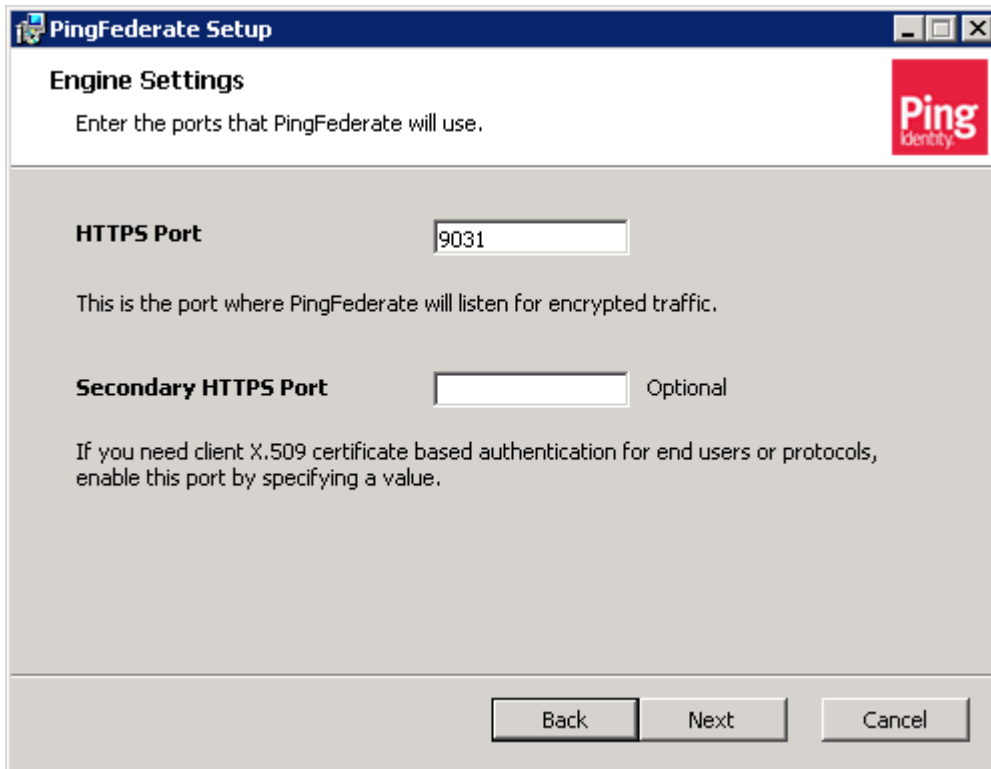 PingFederate Setup
Engine Settings
Enter the ports that PingFederate will use.
Ping
Identity.
HTTPS Port
9031
This is the port where PingFederate will listen for encrypted traffic.
Secondary HTTPS Port
Optional
If you need client X.509 certificate based authentication for end users or protocols,
enable this port by specifying a value.
Back
Next
Cancel